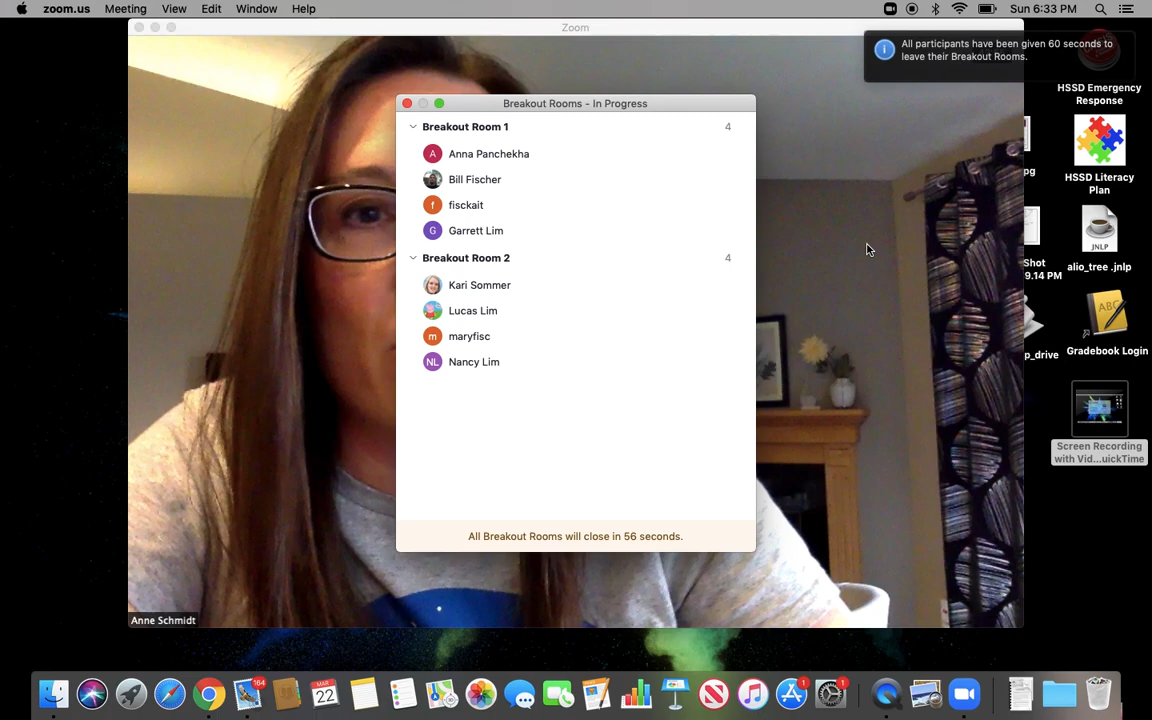 zoom.us Meeting View Edit Window Help Sun 6:33 PM
Zoom
All participants have been given 60 seconds to
leave their Breakout Rooms.
Breakout Rooms - In Progress
Breakout Room 1 4
A Anna Panchekha
Bill Fischer
f fisckait
G Garrett Lim
Breakout Room 2 4
Kari Sommer
Lucas Lim
m maryfisc
NL Nancy Lim
All Breakout Rooms will close in 56 seconds.
Anne Schmidt
HSSD Emergency
Response
pg
HSSD Literacy
Plan
JNLP
Shot
9.14 PM
alio_tree .jnlp
ABC
p_drive
Gradebook Login
Screen Recording
with Vid...uickTime
164
MAR
22
1
1